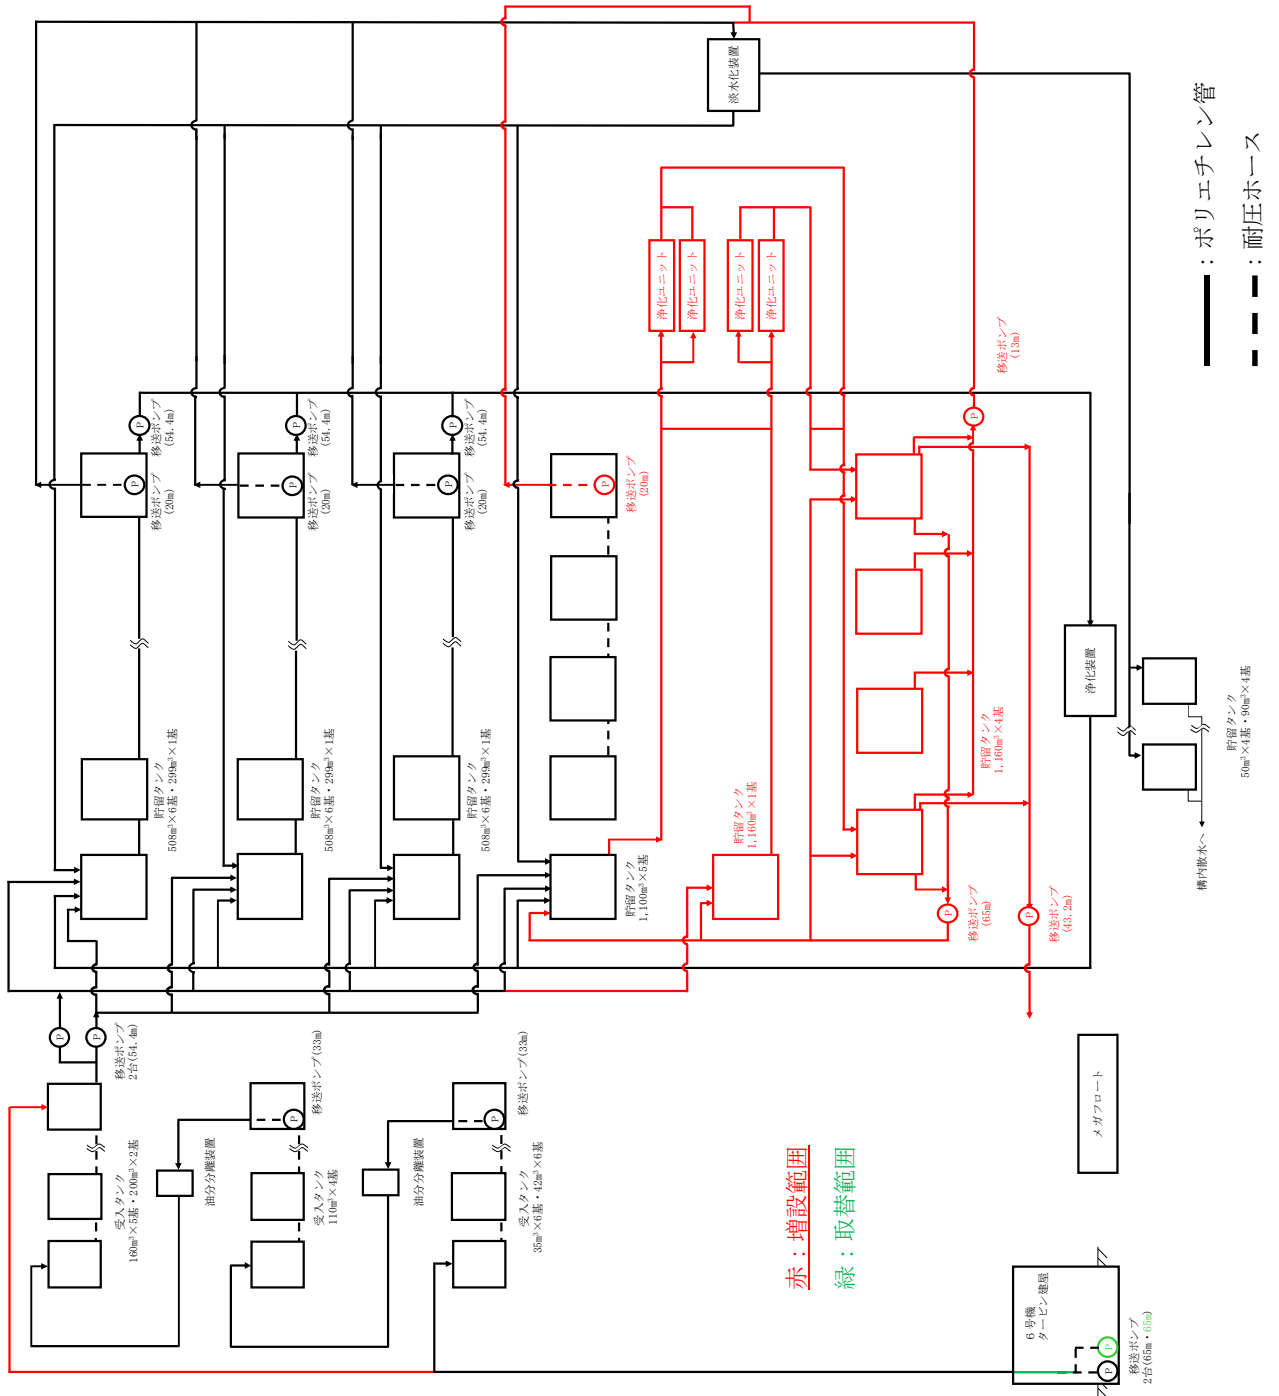 淡水化装置
━：ポリエチレン管
━ ━：耐圧ホース
浄化ユニット
浄化ユニット
浄化ユニット
浄化ユニット
移送ポンプ
(13m)
P
移送ポンプ
(54.4m)
P
移送ポンプ
(54.4m)
P
移送ポンプ
(54.4m)
P
P
移送ポンプ
(20m)
P
移送ポンプ
(20m)
P
移送ポンプ
(20m)
P
移送ポンプ
(20m)
P
貯留タンク
508m³×6基・299m³×1基
貯留タンク
508m³×6基・299m³×1基
貯留タンク
508m³×6基・299m³×1基
貯留タンク
1,100m³×5基
貯留タンク
1,160m³×1基
貯留タンク
1,160m³×4基
浄化装置
貯留タンク
50m³×4基・90m³×4基
構内散水へ
P
移送ポンプ
(65m)
P
移送ポンプ
(43.2m)
P
P
移送ポンプ
2台(54.4m)
受入タンク
160m³×5基・200m³×2基
油分分離装置
P
移送ポンプ(33m)
受入タンク
110m³×4基
油分分離装置
P
移送ポンプ(33m)
受入タンク
35m³×6基・42m³×6基
メガフロート
赤：増設範囲
緑：取替範囲
6号機
タービン建屋
P
P
移送ポンプ
2台(65m・65m)